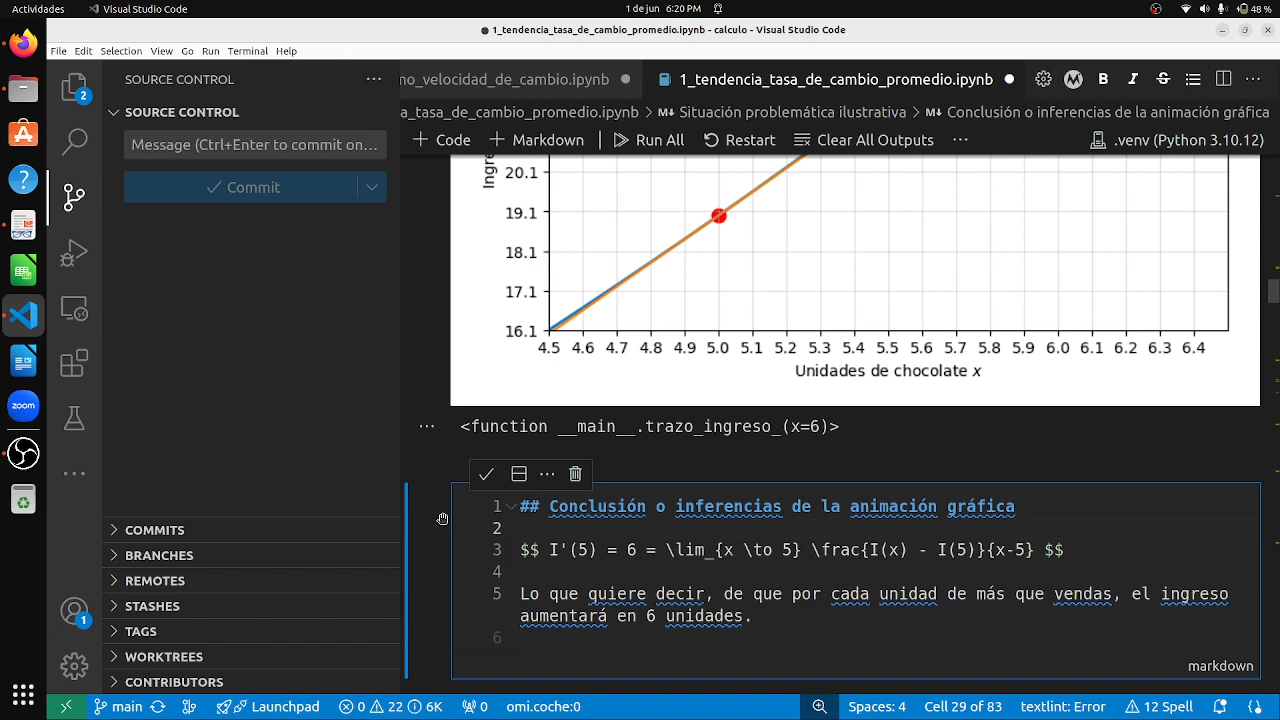 Actividades
Visual Studio Code
1 de jun 6:20 PM
48 %
1_tendencia_tasa_de_cambio_promedio.ipynb - calculo - Visual Studio Code
File Edit Selection View Go Run Terminal Help
SOURCE CONTROL
no_velocidad_de_cambio.ipynb
1_tendencia_tasa_de_cambio_promedio.ipynb
SOURCE CONTROL
a_tasa_de_cambio_promedio.ipynb > Situación problemática ilustrativa > Conclusión o inferencias de la animación gráfica
Message (Ctrl+Enter to commit on...
Code Markdown Run All Restart Clear All Outputs ... .venv (Python 3.10.12)
Commit
Ingre
20.1
19.1
18.1
17.1
16.1
4.5 4.6 4.7 4.8 4.9 5.0 5.1 5.2 5.3 5.4 5.5 5.6 5.7 5.8 5.9 6.0 6.1 6.2 6.3 6.4
Unidades de chocolate x
<function __main__.trazo_ingreso_(x=6)>
1 ## Conclusión o inferencias de la animación gráfica
2
3 $$ I'(5) = 6 = \lim_{x \to 5} \frac{I(x) - I(5)}{x-5} $$
4
5 Lo que quiere decir, de que por cada unidad de más que vendas, el ingreso
aumentará en 6 unidades.
6
markdown
COMMITS
BRANCHES
REMOTES
STASHES
TAGS
WORKTREES
CONTRIBUTORS
2
1
zoom
main Launchpad 0 22 6K 0 omi.coche:0 Spaces: 4 Cell 29 of 83 textlint: Error 12 Spell